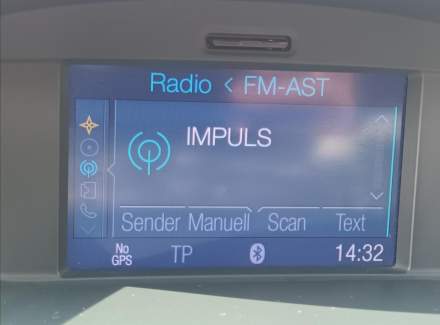 Radio < FM-AST
IMPULS
Sender Manuell Scan Text
No
GPS
TP
14:32